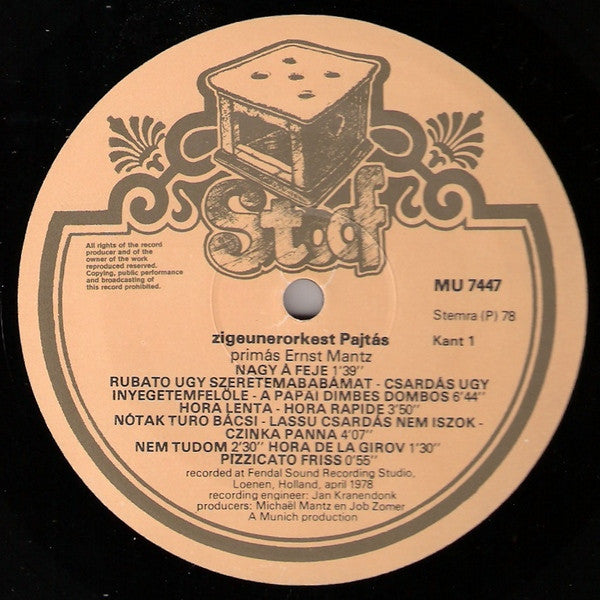 Stoof
All rights of the record
producer and of the
owner of the work
reproduced reserved.
Copying, public performance
and broadcasting of
this record prohibited.
MU 7447
Stemra (P) 78
Kant 1
zigeunerorkest Pajtás
primás Ernst Mantz
NAGY A FEJE 1'39"
RUBATO UGY SZERETEMABABÁMAT - CSARDÁS UGY
INYEGETEMFELÖLE - A PAPAI DIMBES DOMBOS 6'44"
HORA LENTA - HORA RAPIDE 3'50"
NÓTAK TURO BÁCSI - LASSU CSARDÁS NEM ISZOK -
CZINKA PANNA 4'07"
NEM TUDOM 2'30" HORA DE LA GIROV 1'30"
PIZZICATO FRISS 0'55"
recorded at Fendal Sound Recording Studio,
Loenen, Holland, april 1978
recording engineer: Jan Kranendonk
producers: Michaël Mantz en Job Zomer
A Munich production